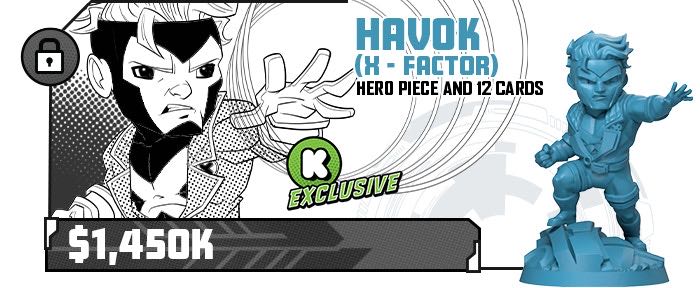 HAVOK
(X - FACTOR)
HERO PIECE AND 12 CARDS
K
EXCLUSIVE
$1,450K